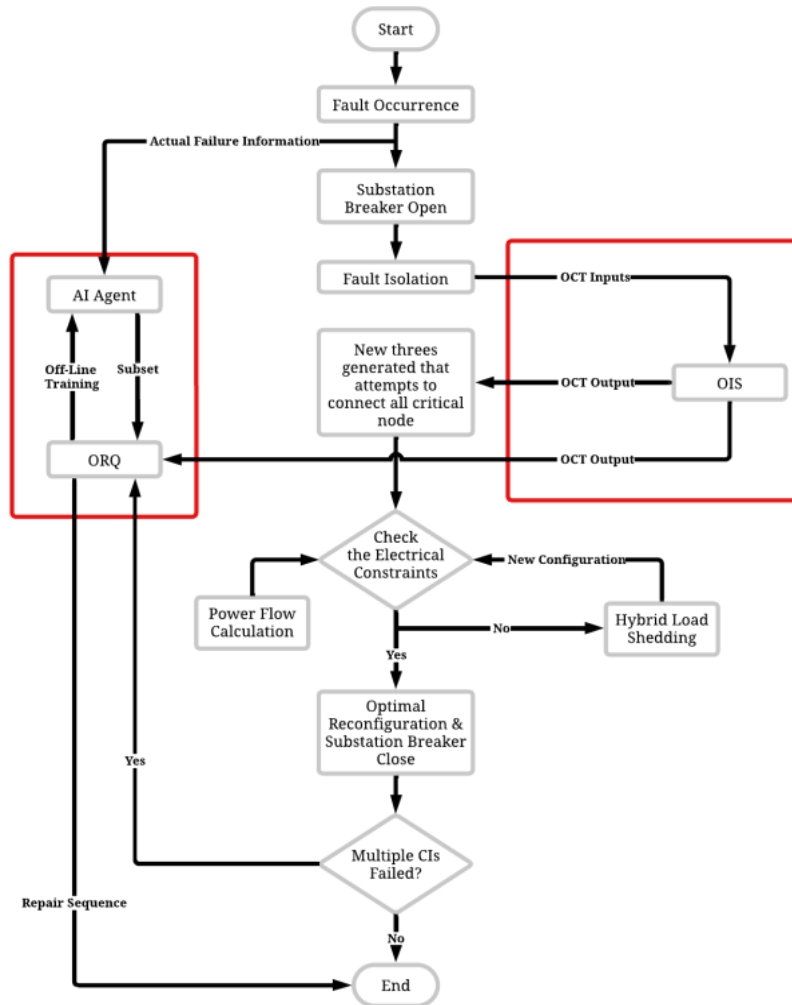 Start
Fault Occurrence
Actual Failure Information
Substation
Breaker Open
Fault Isolation
OCT Inputs
AI Agent
Off-Line
Training
Subset
New threes
generated that
attempts to
connect all critical
node
OCT Output
OIS
ORQ
OCT Output
Check
the Electrical
Constraints
New Configuration
Power Flow
Calculation
No
Hybrid Load
Shedding
Yes
Optimal
Reconfiguration &
Substation Breaker
Close
Yes
Multiple CIs
Failed?
Repair Sequence
No
End